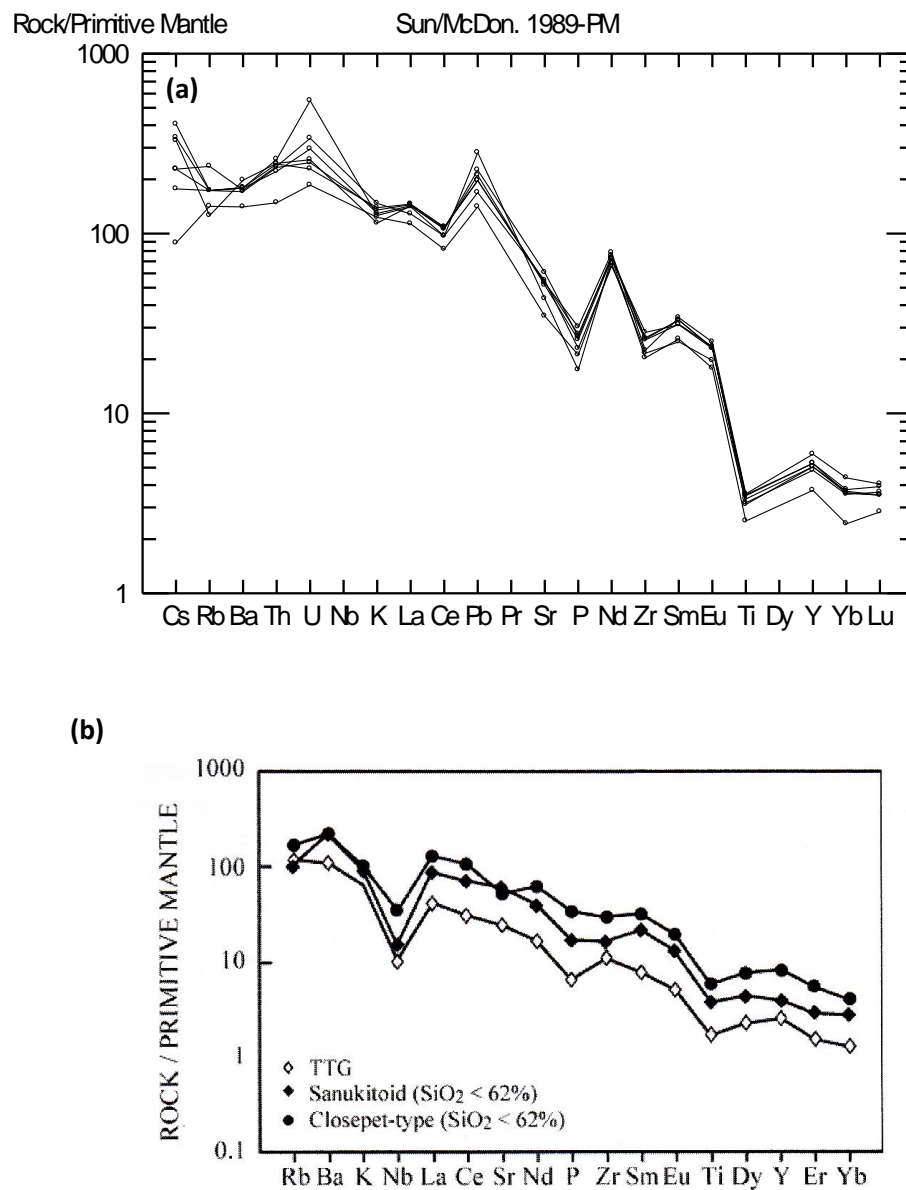 Rock/Primitive Mantle Sun/McDon. 1989-PM
(a)
1000
100
10
1
Cs Rb Ba Th U Nb K La Ce Pb Pr Sr P Nd Zr Sm Eu Ti Dy Y Yb Lu
(b)
1000
100
10
1
0.1
ROCK / PRIMITIVE MANTLE
TTG
Sanukitoid (SiO2 < 62%)
Closepet-type (SiO2 < 62%)
Rb Ba K Nb La Ce Sr Nd P Zr Sm Eu Ti Dy Y Er Yb